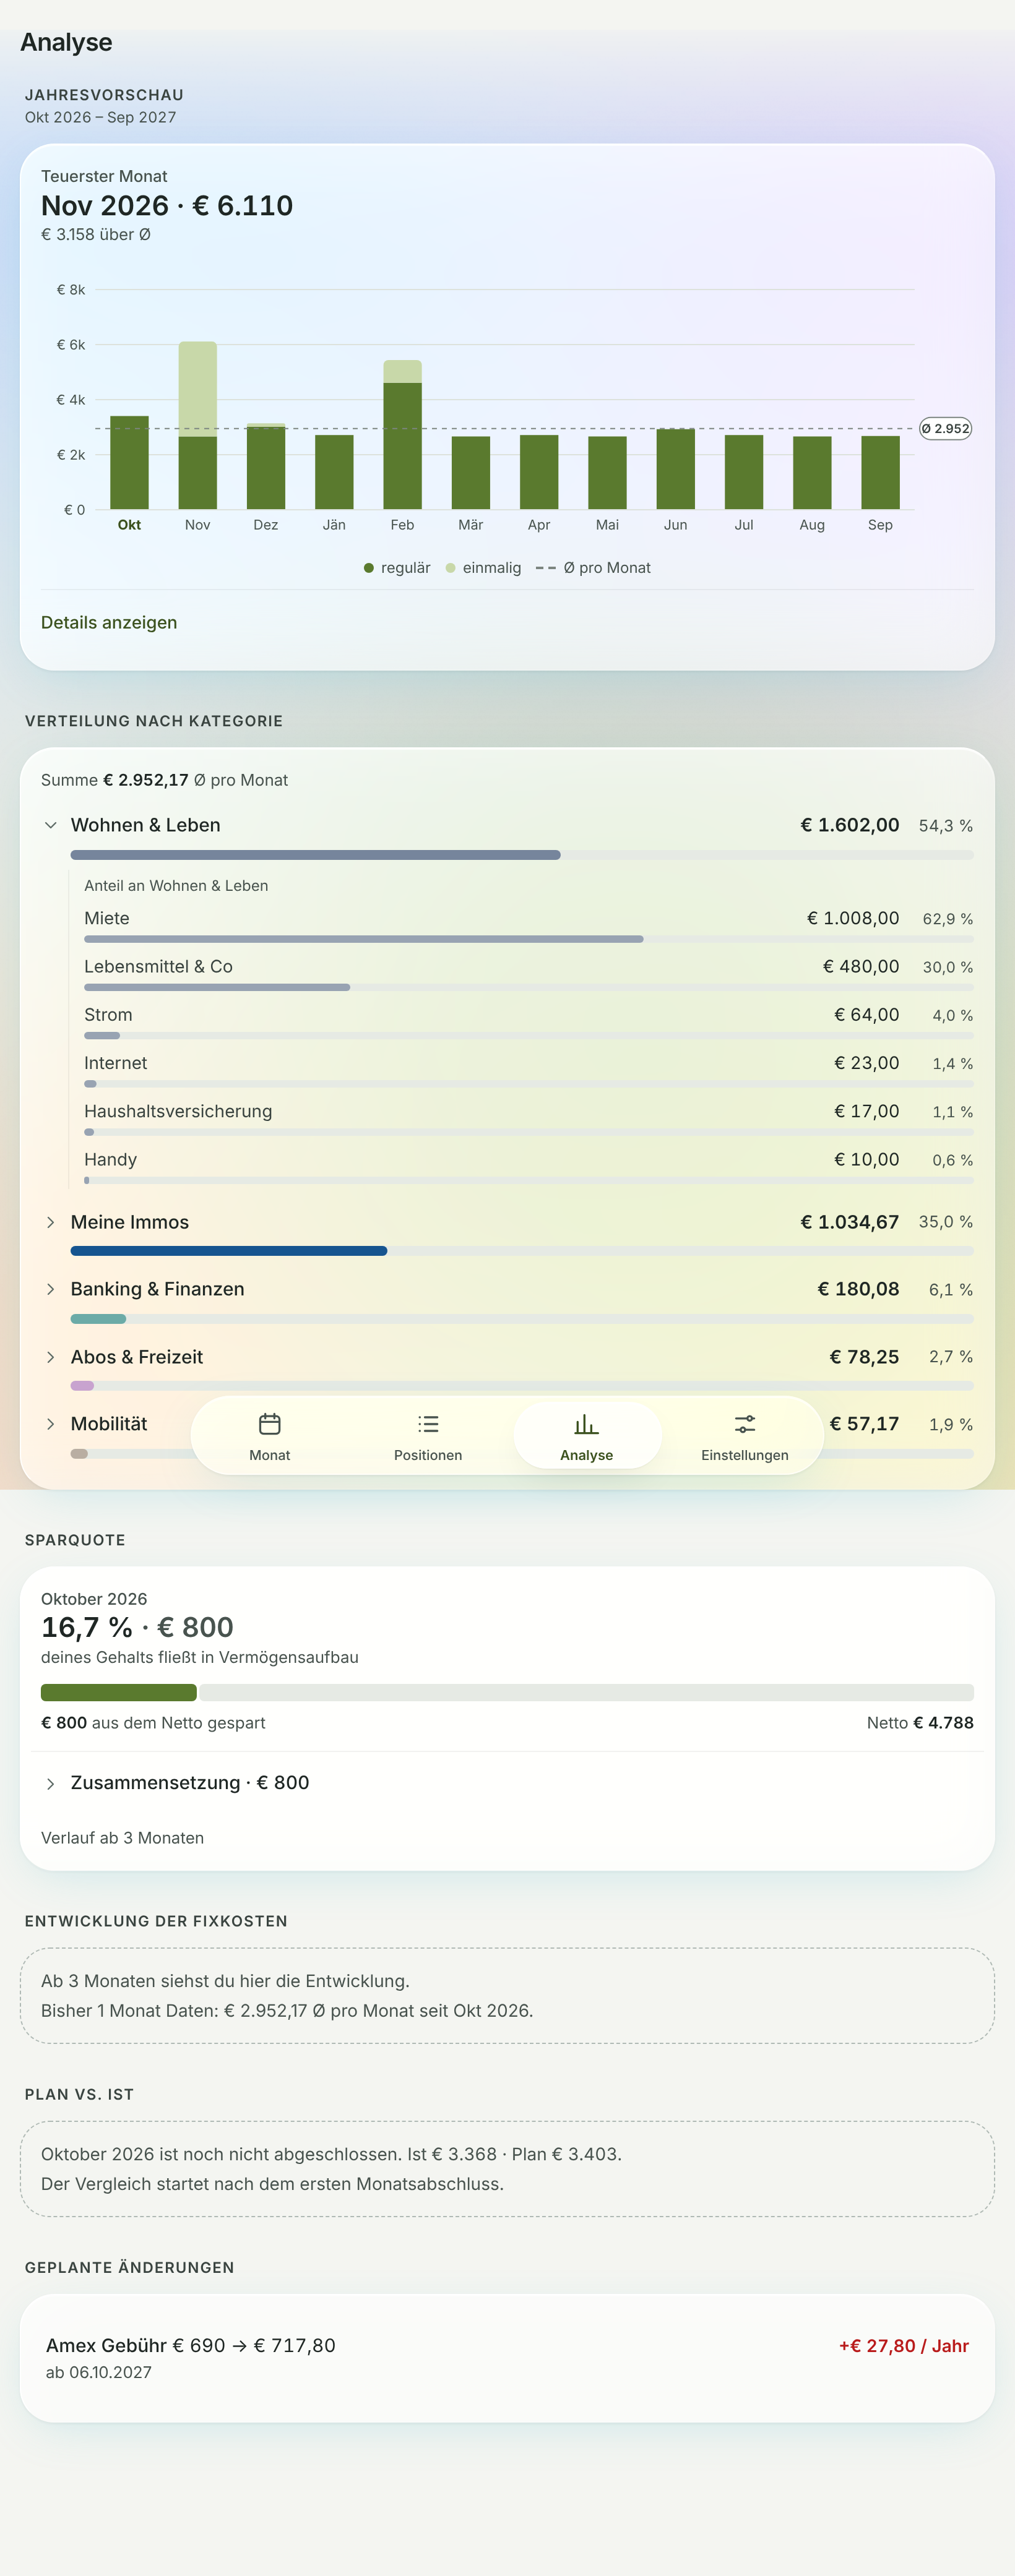 Analyse
JAHRESVORSCHAU
Okt 2026 – Sep 2027
Teuerster Monat
Nov 2026 · € 6.110
€ 3.158 über Ø
€ 8k
€ 6k
€ 4k
Ø 2.952
€ 2k
€ 0
Okt Nov Dez Jän Feb Mär Apr Mai Jun Jul Aug Sep
regulär einmalig Ø pro Monat
Details anzeigen
VERTEILUNG NACH KATEGORIE
Summe € 2.952,17 Ø pro Monat
Wohnen & Leben € 1.602,00 54,3 %
Anteil an Wohnen & Leben
Miete € 1.008,00 62,9 %
Lebensmittel & Co € 480,00 30,0 %
Strom € 64,00 4,0 %
Internet € 23,00 1,4 %
Haushaltsversicherung € 17,00 1,1 %
Handy € 10,00 0,6 %
Meine Immos € 1.034,67 35,0 %
Banking & Finanzen € 180,08 6,1 %
Abos & Freizeit € 78,25 2,7 %
Mobilität € 57,17 1,9 %
Monat Positionen Analyse Einstellungen
SPARQUOTE
Oktober 2026
16,7 % · € 800
deines Gehalts fließt in Vermögensaufbau
€ 800 aus dem Netto gespart Netto € 4.788
Zusammensetzung · € 800
Verlauf ab 3 Monaten
ENTWICKLUNG DER FIXKOSTEN
Ab 3 Monaten siehst du hier die Entwicklung.
Bisher 1 Monat Daten: € 2.952,17 Ø pro Monat seit Okt 2026.
PLAN VS. IST
Oktober 2026 ist noch nicht abgeschlossen. Ist € 3.368 · Plan € 3.403.
Der Vergleich startet nach dem ersten Monatsabschluss.
GEPLANTE ÄNDERUNGEN
Amex Gebühr € 690 → € 717,80 +€ 27,80 / Jahr
ab 06.10.2027